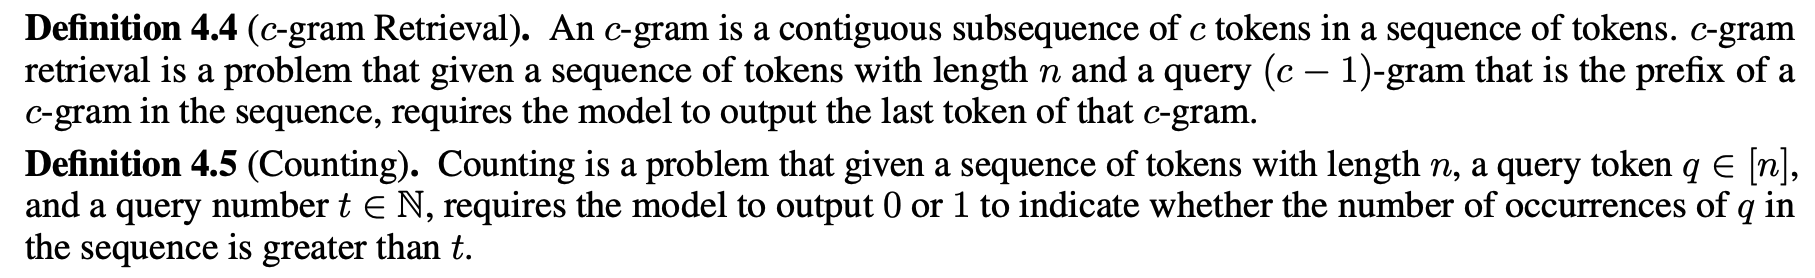 Definition 4.4 (c-gram Retrieval). An c-gram is a contiguous subsequence of c tokens in a sequence of tokens. c-gram
retrieval is a problem that given a sequence of tokens with length n and a query (c − 1)-gram that is the prefix of a
c-gram in the sequence, requires the model to output the last token of that c-gram.
Definition 4.5 (Counting). Counting is a problem that given a sequence of tokens with length n, a query token q ∈ [n],
and a query number t ∈ ℕ, requires the model to output 0 or 1 to indicate whether the number of occurrences of q in
the sequence is greater than t.